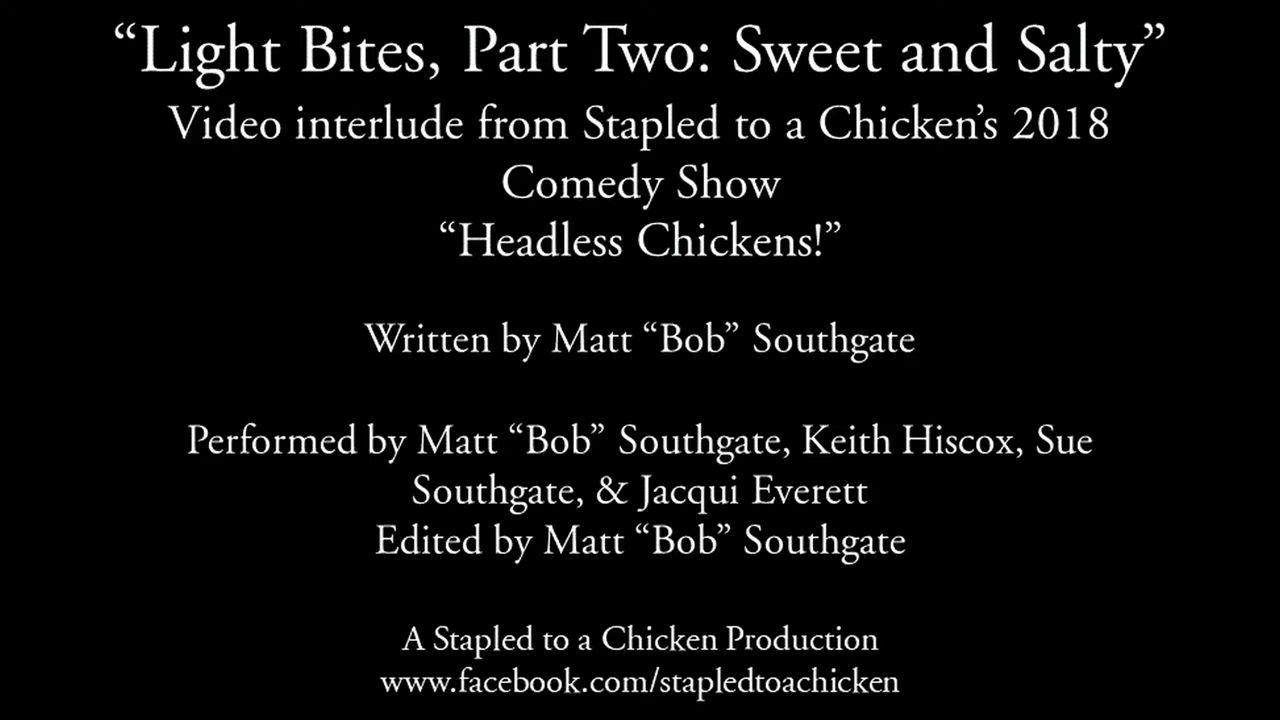 “Light Bites, Part Two: Sweet and Salty”
Video interlude from Stapled to a Chicken’s 2018
Comedy Show
“Headless Chickens!”
Written by Matt “Bob” Southgate
Performed by Matt “Bob” Southgate, Keith Hiscox, Sue
Southgate, & Jacqui Everett
Edited by Matt “Bob” Southgate
A Stapled to a Chicken Production
www.facebook.com/stapledtoachicken